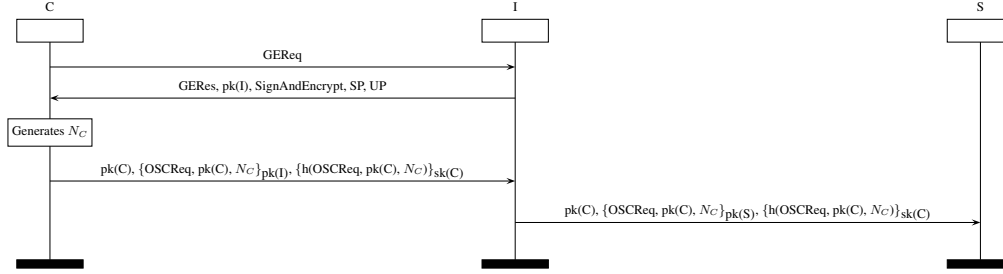 C I S
GEReq
GERes, pk(I), SignAndEncrypt, SP, UP
Generates N_C
pk(C), {OSCReq, pk(C), N_C}pk(I), {h(OSCReq, pk(C), N_C)}sk(C)
pk(C), {OSCReq, pk(C), N_C}pk(S), {h(OSCReq, pk(C), N_C)}sk(C)